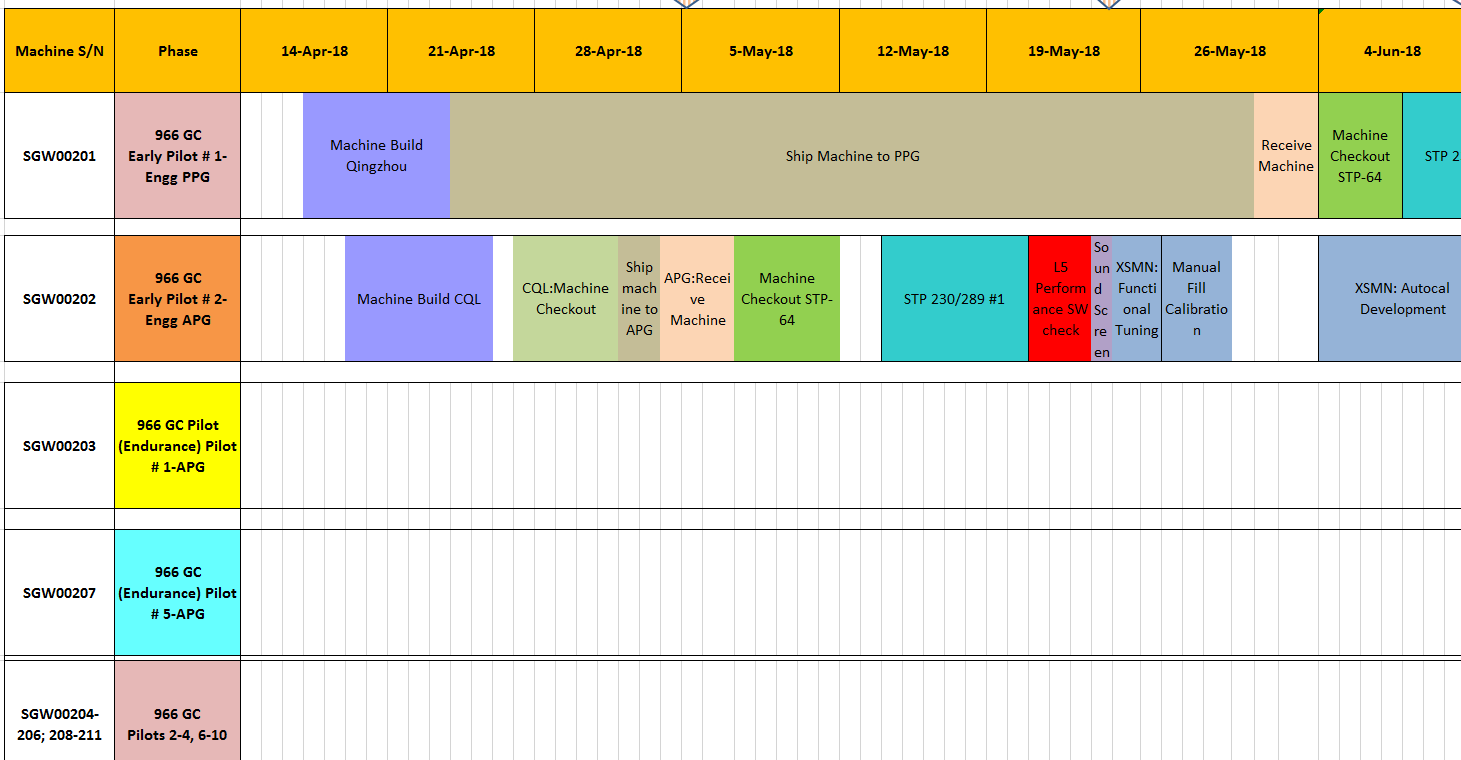 Machine S/N
Phase
14-Apr-18
21-Apr-18
28-Apr-18
5-May-18
12-May-18
19-May-18
26-May-18
4-Jun-18
SGW00201
966 GC
Early Pilot # 1-
Engg PPG
Machine Build
Qingzhou
Ship Machine to PPG
Receive
Machine
Machine
Checkout
STP-64
STP 2
SGW00202
966 GC
Early Pilot # 2-
Engg APG
Machine Build CQL
CQL:Machine
Checkout
Ship
mach
ine to
APG
APG:Recei
ve
Machine
Machine
Checkout STP-
64
STP 230/289 #1
L5
Perform
ance SW
check
So
un
d
Sc
re
en
XSMN:
Functi
onal
Tuning
Manual
Fill
Calibratio
n
XSMN: Autocal
Development
SGW00203
966 GC Pilot
(Endurance) Pilot
# 1-APG
SGW00207
966 GC
(Endurance) Pilot
# 5-APG
SGW00204-
206; 208-211
966 GC
Pilots 2-4, 6-10